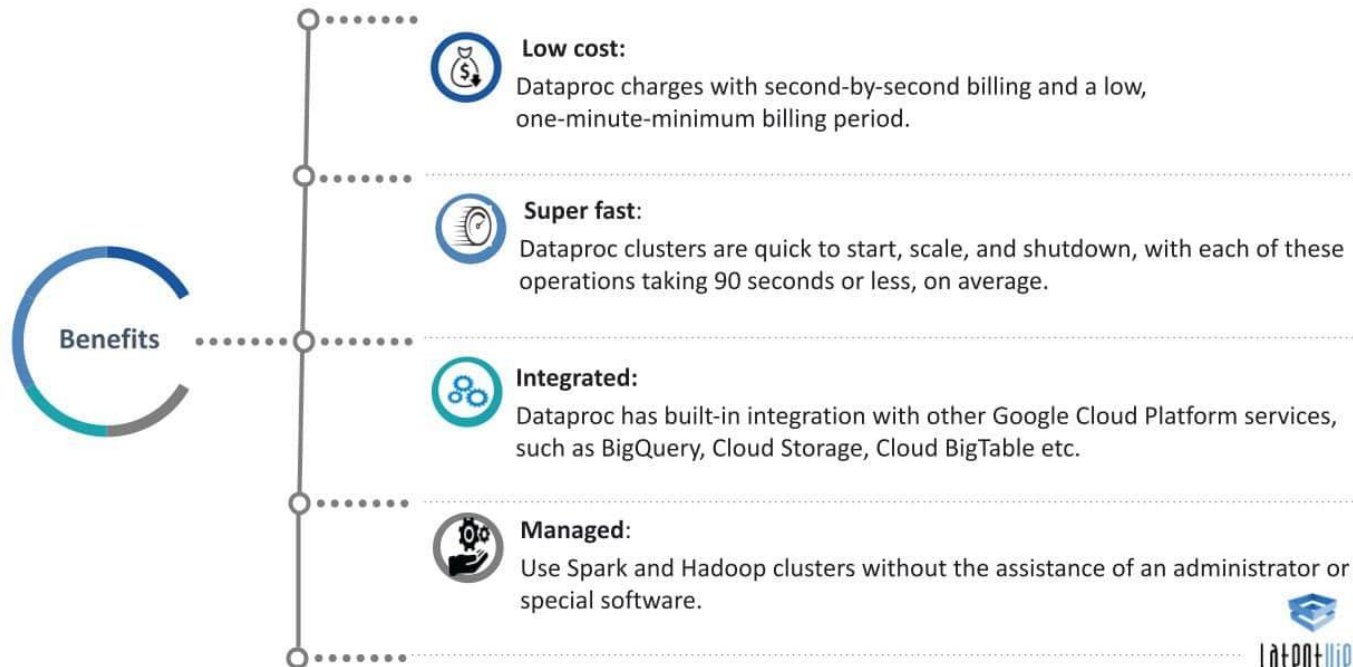 Low cost:
Dataproc charges with second-by-second billing and a low,
one-minute-minimum billing period.
Super fast:
Dataproc clusters are quick to start, scale, and shutdown, with each of these
operations taking 90 seconds or less, on average.
Benefits
Integrated:
Dataproc has built-in integration with other Google Cloud Platform services,
such as BigQuery, Cloud Storage, Cloud BigTable etc.
Managed:
Use Spark and Hadoop clusters without the assistance of an administrator or
special software.